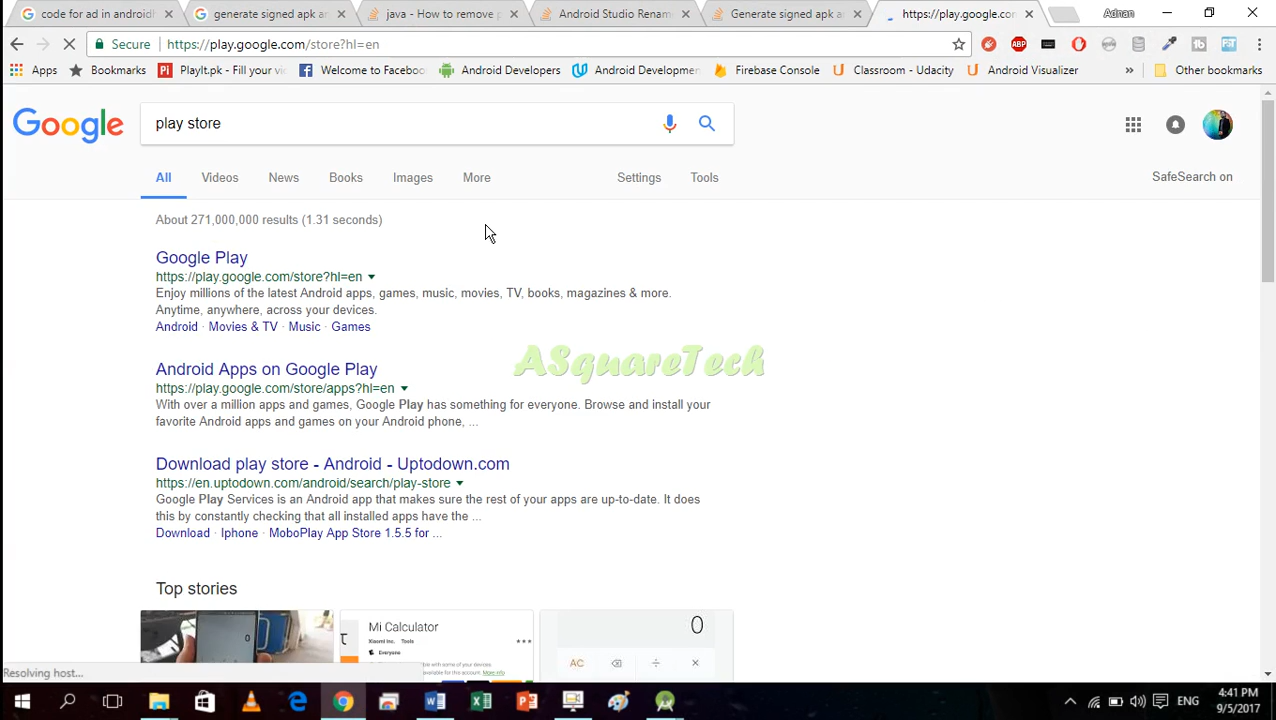 code for ad in androidh
generate signed apk an
java - How to remove p
Android Studio Renam
Generate signed apk an
https://play.google.co
Adnan
Secure
https://play.google.com/store?hl=en
ABP
Apps
Bookmarks
PlayIt.pk - Fill your vi
Welcome to Faceboo
Android Developers
Android Developmen
Firebase Console
Classroom - Udacity
Android Visualizer
»
Other bookmarks
Google
play store
All
Videos
News
Books
Images
More
Settings
Tools
SafeSearch on
About 271,000,000 results (1.31 seconds)
Google Play
https://play.google.com/store?hl=en
Enjoy millions of the latest Android apps, games, music, movies, TV, books, magazines & more.
Anytime, anywhere, across your devices.
Android · Movies & TV · Music · Games
ASquareTech
Android Apps on Google Play
https://play.google.com/store/apps?hl=en
With over a million apps and games, Google Play has something for everyone. Browse and install your
favorite Android apps and games on your Android phone, ...
Download play store - Android - Uptodown.com
https://en.uptodown.com/android/search/play-store
Google Play Services is an Android app that makes sure the rest of your apps are up-to-date. It does
this by constantly checking that all installed apps have the ...
Download · Iphone · MoboPlay App Store 1.5.5 for ...
Top stories
Mi Calculator
Xiaomi Inc. Tools
Everyone
0
AC
÷
×
Resolving host...
ENG
4:41 PM
9/5/2017